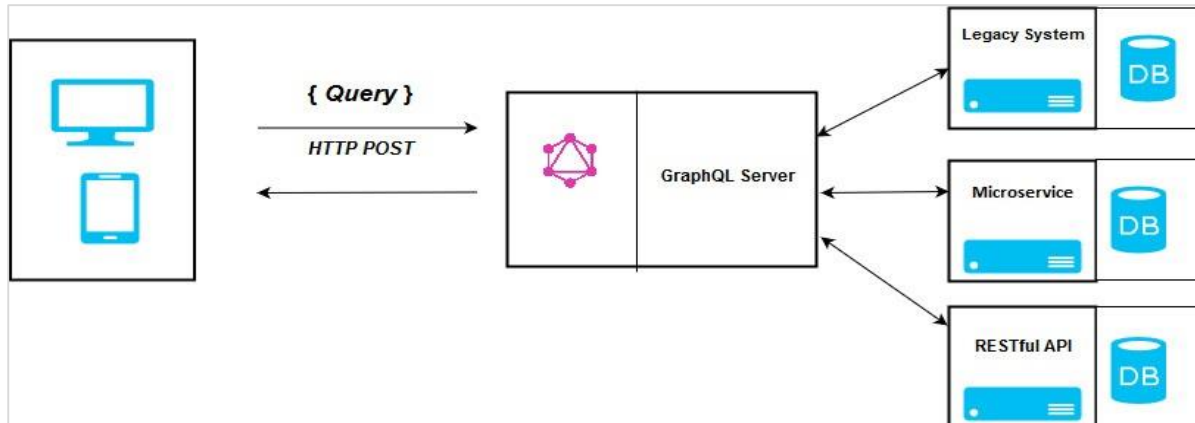 { Query }
HTTP POST
GraphQL Server
Legacy System
DB
Microservice
DB
RESTful API
DB